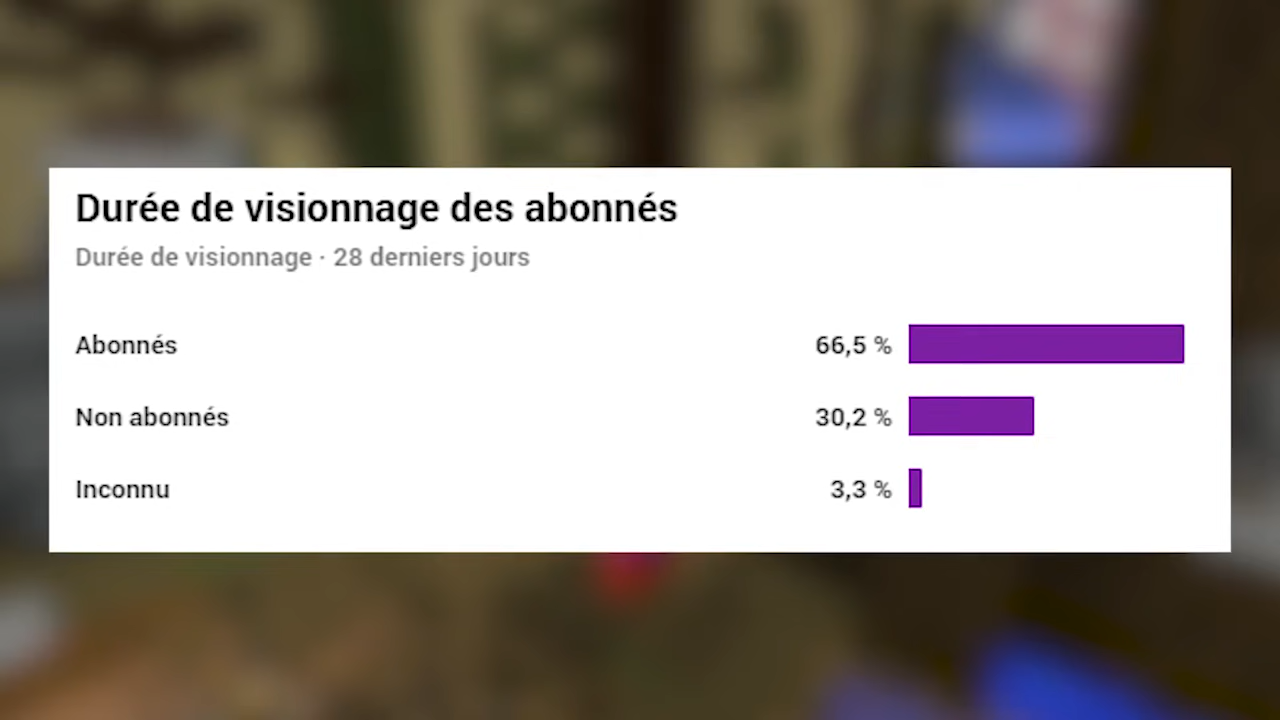 Durée de visionnage des abonnés
Durée de visionnage · 28 derniers jours
Abonnés 66,5 %
Non abonnés 30,2 %
Inconnu 3,3 %